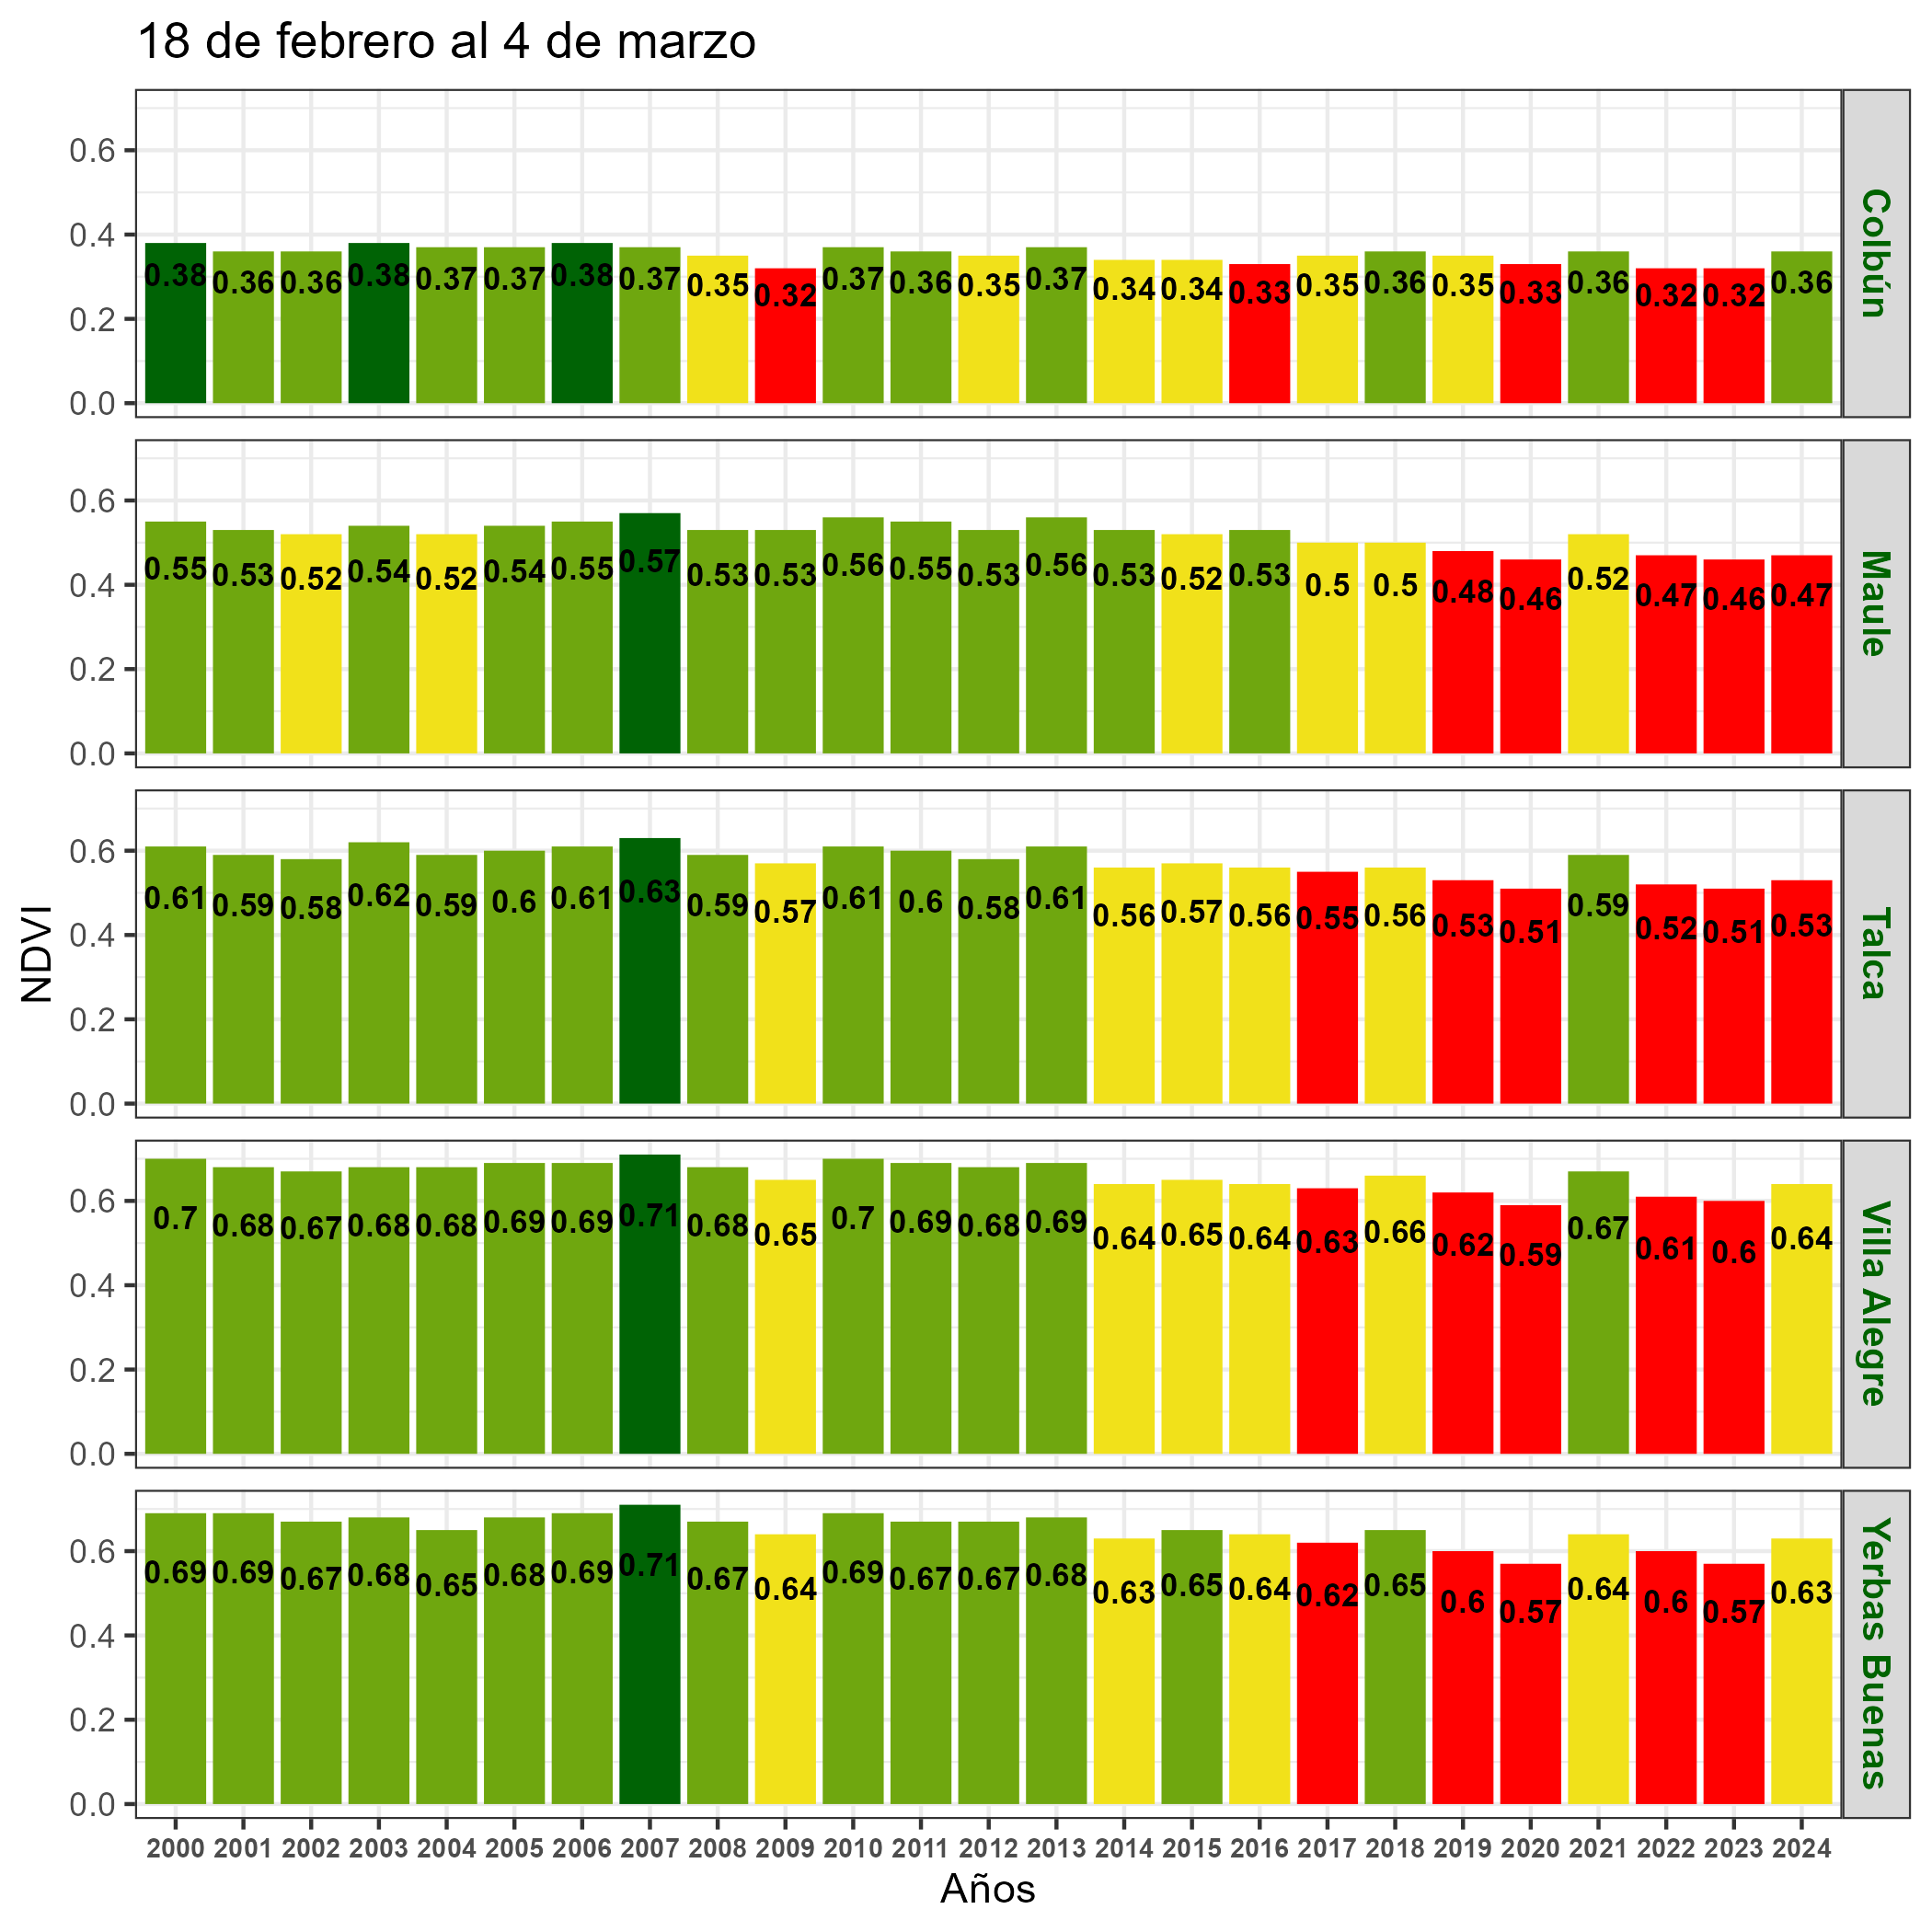 18 de febrero al 4 de marzo
0.6
0.4
0.2
0.0
0.38 0.36 0.36 0.38 0.37 0.37 0.38 0.37 0.35 0.32 0.37 0.36 0.35 0.37 0.34 0.34 0.33 0.35 0.36 0.35 0.33 0.36 0.32 0.32 0.36
Colbún
0.6
0.4
0.2
0.0
0.55 0.53 0.52 0.54 0.52 0.54 0.55 0.57 0.53 0.53 0.56 0.55 0.53 0.56 0.53 0.52 0.53 0.5 0.5 0.48 0.46 0.52 0.47 0.46 0.47
Maule
NDVI
0.6
0.4
0.2
0.0
0.61 0.59 0.58 0.62 0.59 0.6 0.61 0.63 0.59 0.57 0.61 0.6 0.58 0.61 0.56 0.57 0.56 0.55 0.56 0.53 0.51 0.59 0.52 0.51 0.53
Talca
0.6
0.4
0.2
0.0
0.7 0.68 0.67 0.68 0.68 0.69 0.69 0.71 0.68 0.65 0.7 0.69 0.68 0.69 0.64 0.65 0.64 0.63 0.66 0.62 0.59 0.67 0.61 0.6 0.64
Villa Alegre
0.6
0.4
0.2
0.0
0.69 0.69 0.67 0.68 0.65 0.68 0.69 0.71 0.67 0.64 0.69 0.67 0.67 0.68 0.63 0.65 0.64 0.62 0.65 0.6 0.57 0.64 0.6 0.57 0.63
Yerbas Buenas
2000 2001 2002 2003 2004 2005 2006 2007 2008 2009 2010 2011 2012 2013 2014 2015 2016 2017 2018 2019 2020 2021 2022 2023 2024
Años